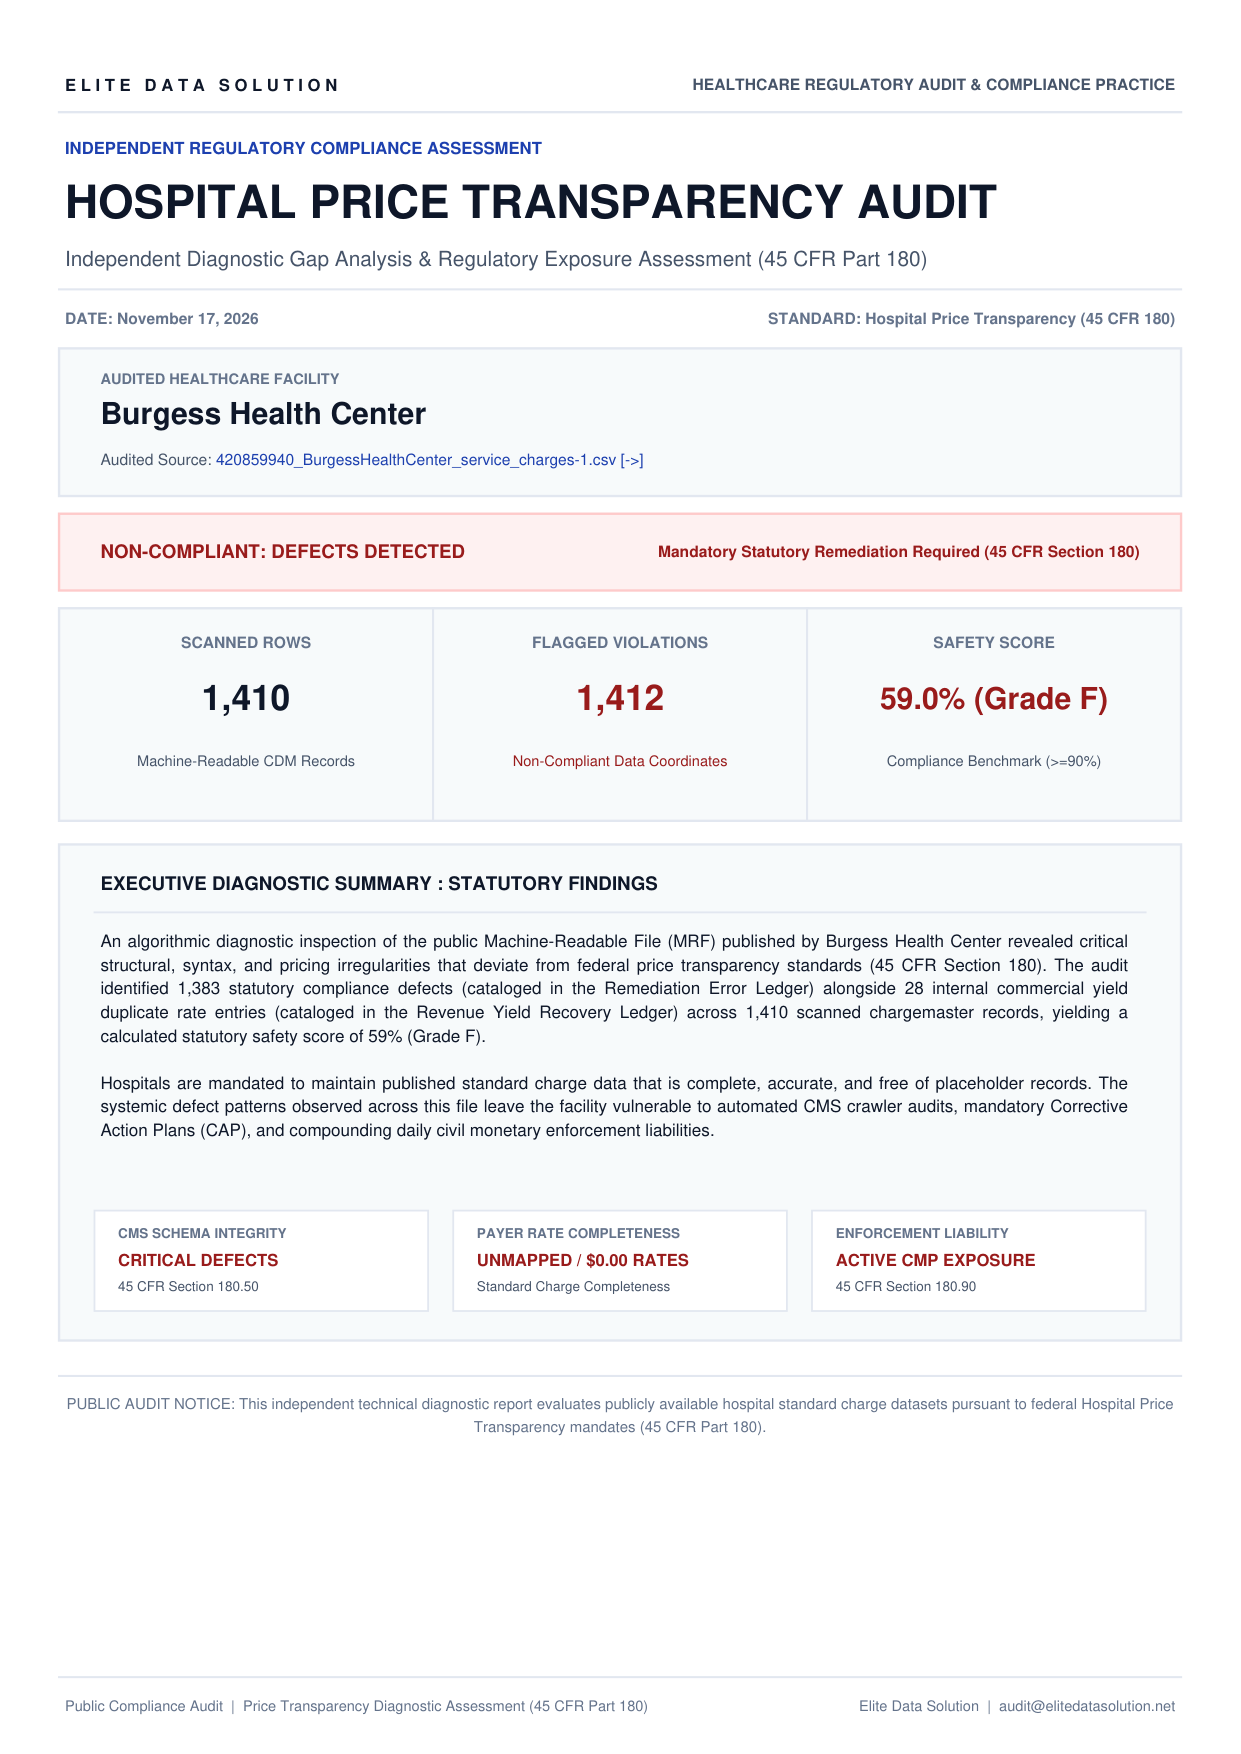 ELITE DATA SOLUTION
HEALTHCARE REGULATORY AUDIT & COMPLIANCE PRACTICE
INDEPENDENT REGULATORY COMPLIANCE ASSESSMENT
HOSPITAL PRICE TRANSPARENCY AUDIT
Independent Diagnostic Gap Analysis & Regulatory Exposure Assessment (45 CFR Part 180)
DATE: November 17, 2026
STANDARD: Hospital Price Transparency (45 CFR 180)
AUDITED HEALTHCARE FACILITY
Burgess Health Center
Audited Source: 420859940_BurgessHealthCenter_service_charges-1.csv [->]
NON-COMPLIANT: DEFECTS DETECTED
Mandatory Statutory Remediation Required (45 CFR Section 180)
SCANNED ROWS
1,410
Machine-Readable CDM Records
FLAGGED VIOLATIONS
1,412
Non-Compliant Data Coordinates
SAFETY SCORE
59.0% (Grade F)
Compliance Benchmark (>=90%)
EXECUTIVE DIAGNOSTIC SUMMARY : STATUTORY FINDINGS
An algorithmic diagnostic inspection of the public Machine-Readable File (MRF) published by Burgess Health Center revealed critical
structural, syntax, and pricing irregularities that deviate from federal price transparency standards (45 CFR Section 180). The audit
identified 1,383 statutory compliance defects (cataloged in the Remediation Error Ledger) alongside 28 internal commercial yield
duplicate rate entries (cataloged in the Revenue Yield Recovery Ledger) across 1,410 scanned chargemaster records, yielding a
calculated statutory safety score of 59% (Grade F).
Hospitals are mandated to maintain published standard charge data that is complete, accurate, and free of placeholder records. The
systemic defect patterns observed across this file leave the facility vulnerable to automated CMS crawler audits, mandatory Corrective
Action Plans (CAP), and compounding daily civil monetary enforcement liabilities.
CMS SCHEMA INTEGRITY
CRITICAL DEFECTS
45 CFR Section 180.50
PAYER RATE COMPLETENESS
UNMAPPED / $0.00 RATES
Standard Charge Completeness
ENFORCEMENT LIABILITY
ACTIVE CMP EXPOSURE
45 CFR Section 180.90
PUBLIC AUDIT NOTICE: This independent technical diagnostic report evaluates publicly available hospital standard charge datasets pursuant to federal Hospital Price
Transparency mandates (45 CFR Part 180).
Public Compliance Audit | Price Transparency Diagnostic Assessment (45 CFR Part 180)
Elite Data Solution | audit@elitedatasolution.net